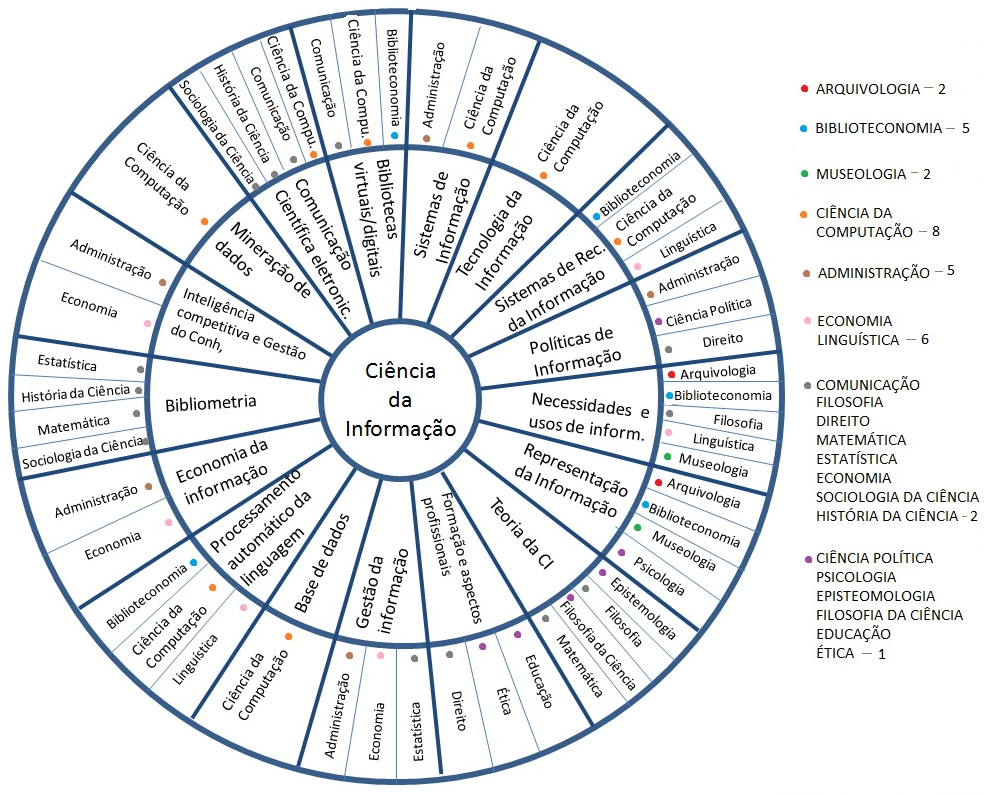 Ciência
da
Informação
Sistemas de
Informação
Administração
Ciência da
Computação
Tecnologia da
Informação
Ciência da
Computação
Sistemas de Rec.
da Informação
Biblioteconomia
Ciência da
Computação
Linguística
Políticas de
Informação
Administração
Ciência Política
Direito
Necessidades e
usos de inform.
Arquivologia
Biblioteconomia
Filosofia
Linguística
Museologia
Representação
da Informação
Arquivologia
Biblioteconomia
Museologia
Psicologia
Teoria da CI
Epistemologia
Filosofia
Filosofia da Ciência
Matemática
Formação e aspectos
profissionais
Educação
Ética
Direito
Gestão da
informação
Estatística
Economia
Administração
Base de dados
Ciência da
Computação
Processamento
automático da
linguagem
Linguística
Ciência da
Computação
Biblioteconomia
Economia da
informação
Economia
Administração
Bibliometria
Sociologia da Ciência
Matemática
História da Ciência
Estatística
Inteligência
competitiva e Gestão
do Conh,
Economia
Administração
Mineração de
dados
Ciência da
Computação
Comunicação
Científica eletronic.
Sociologia da Ciência
História da Ciência
Comunicação
Ciência da Compu.
Bibliotecas
virtuais/digitais
Comunicação
Ciência da Compu.
Biblioteconomia
ARQUIVOLOGIA – 2
BIBLIOTECONOMIA – 5
MUSEOLOGIA – 2
CIÊNCIA DA
COMPUTAÇÃO – 8
ADMINISTRAÇÃO – 5
ECONOMIA
LINGUÍSTICA – 6
COMUNICAÇÃO
FILOSOFIA
DIREITO
MATEMÁTICA
ESTATÍSTICA
ECONOMIA
SOCIOLOGIA DA CIÊNCIA
HISTÓRIA DA CIÊNCIA - 2
CIÊNCIA POLÍTICA
PSICOLOGIA
EPISTEOMOLOGIA
FILOSOFIA DA CIÊNCIA
EDUCAÇÃO
ÉTICA – 1